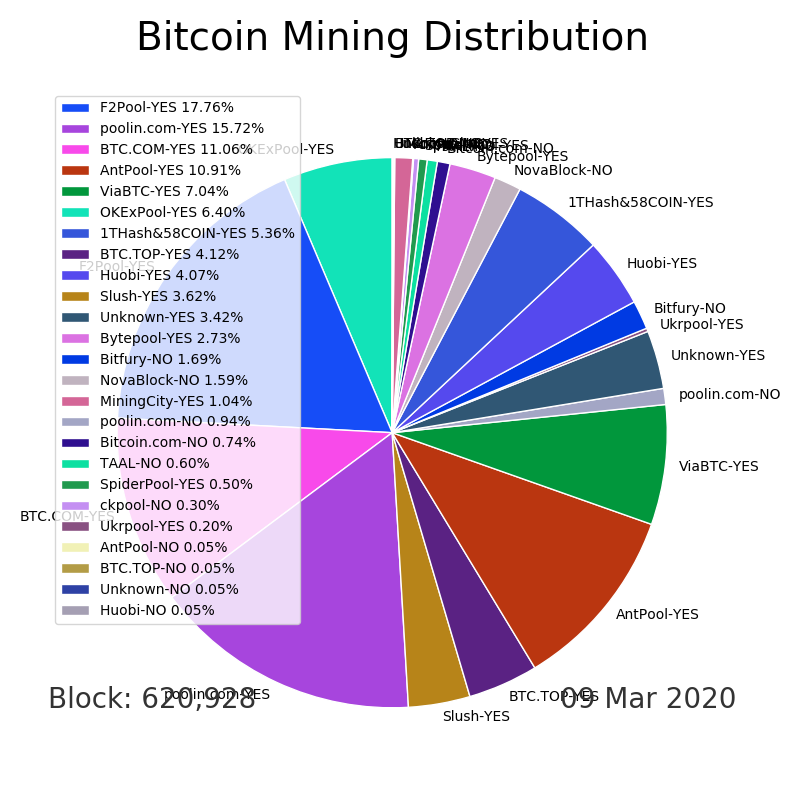 Bitcoin Mining Distribution
F2Pool-YES 17.76%
poolin.com-YES 15.72%
BTC.COM-YES 11.06%
AntPool-YES 10.91%
ViaBTC-YES 7.04%
OKExPool-YES 6.40%
1THash&58COIN-YES 5.36%
BTC.TOP-YES 4.12%
Huobi-YES 4.07%
Slush-YES 3.62%
Unknown-YES 3.42%
Bytepool-YES 2.73%
Bitfury-NO 1.69%
NovaBlock-NO 1.59%
MiningCity-YES 1.04%
poolin.com-NO 0.94%
Bitcoin.com-NO 0.74%
TAAL-NO 0.60%
SpiderPool-YES 0.50%
ckpool-NO 0.30%
Ukrpool-YES 0.20%
AntPool-NO 0.05%
BTC.TOP-NO 0.05%
Unknown-NO 0.05%
Huobi-NO 0.05%
OKExPool-YES
F2Pool-YES
BTC.COM-YES
poolin.com-YES
Slush-YES
BTC.TOP-YES
AntPool-YES
ViaBTC-YES
poolin.com-NO
Unknown-YES
Ukrpool-YES
Bitfury-NO
Huobi-YES
1THash&58COIN-YES
NovaBlock-NO
Bytepool-YES
Bitcoin.com-NO
Block: 620,928
09 Mar 2020